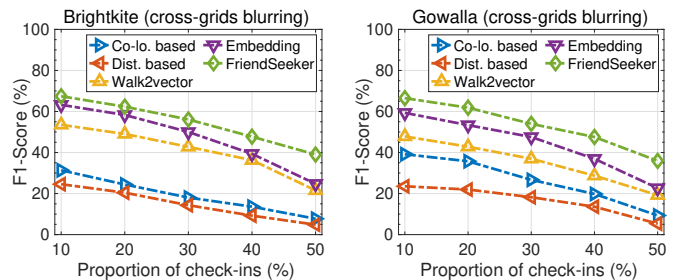 Brightkite (cross-grids blurring)
100
80
60
40
20
0
F1-Score (%)
Co-lo. based
Embedding
Dist. based
FriendSeeker
Walk2vector
10 20 30 40 50
Proportion of check-ins (%)
Gowalla (cross-grids blurring)
100
80
60
40
20
0
F1-Score (%)
Co-lo. based
Embedding
Dist. based
FriendSeeker
Walk2vector
10 20 30 40 50
Proportion of check-ins (%)